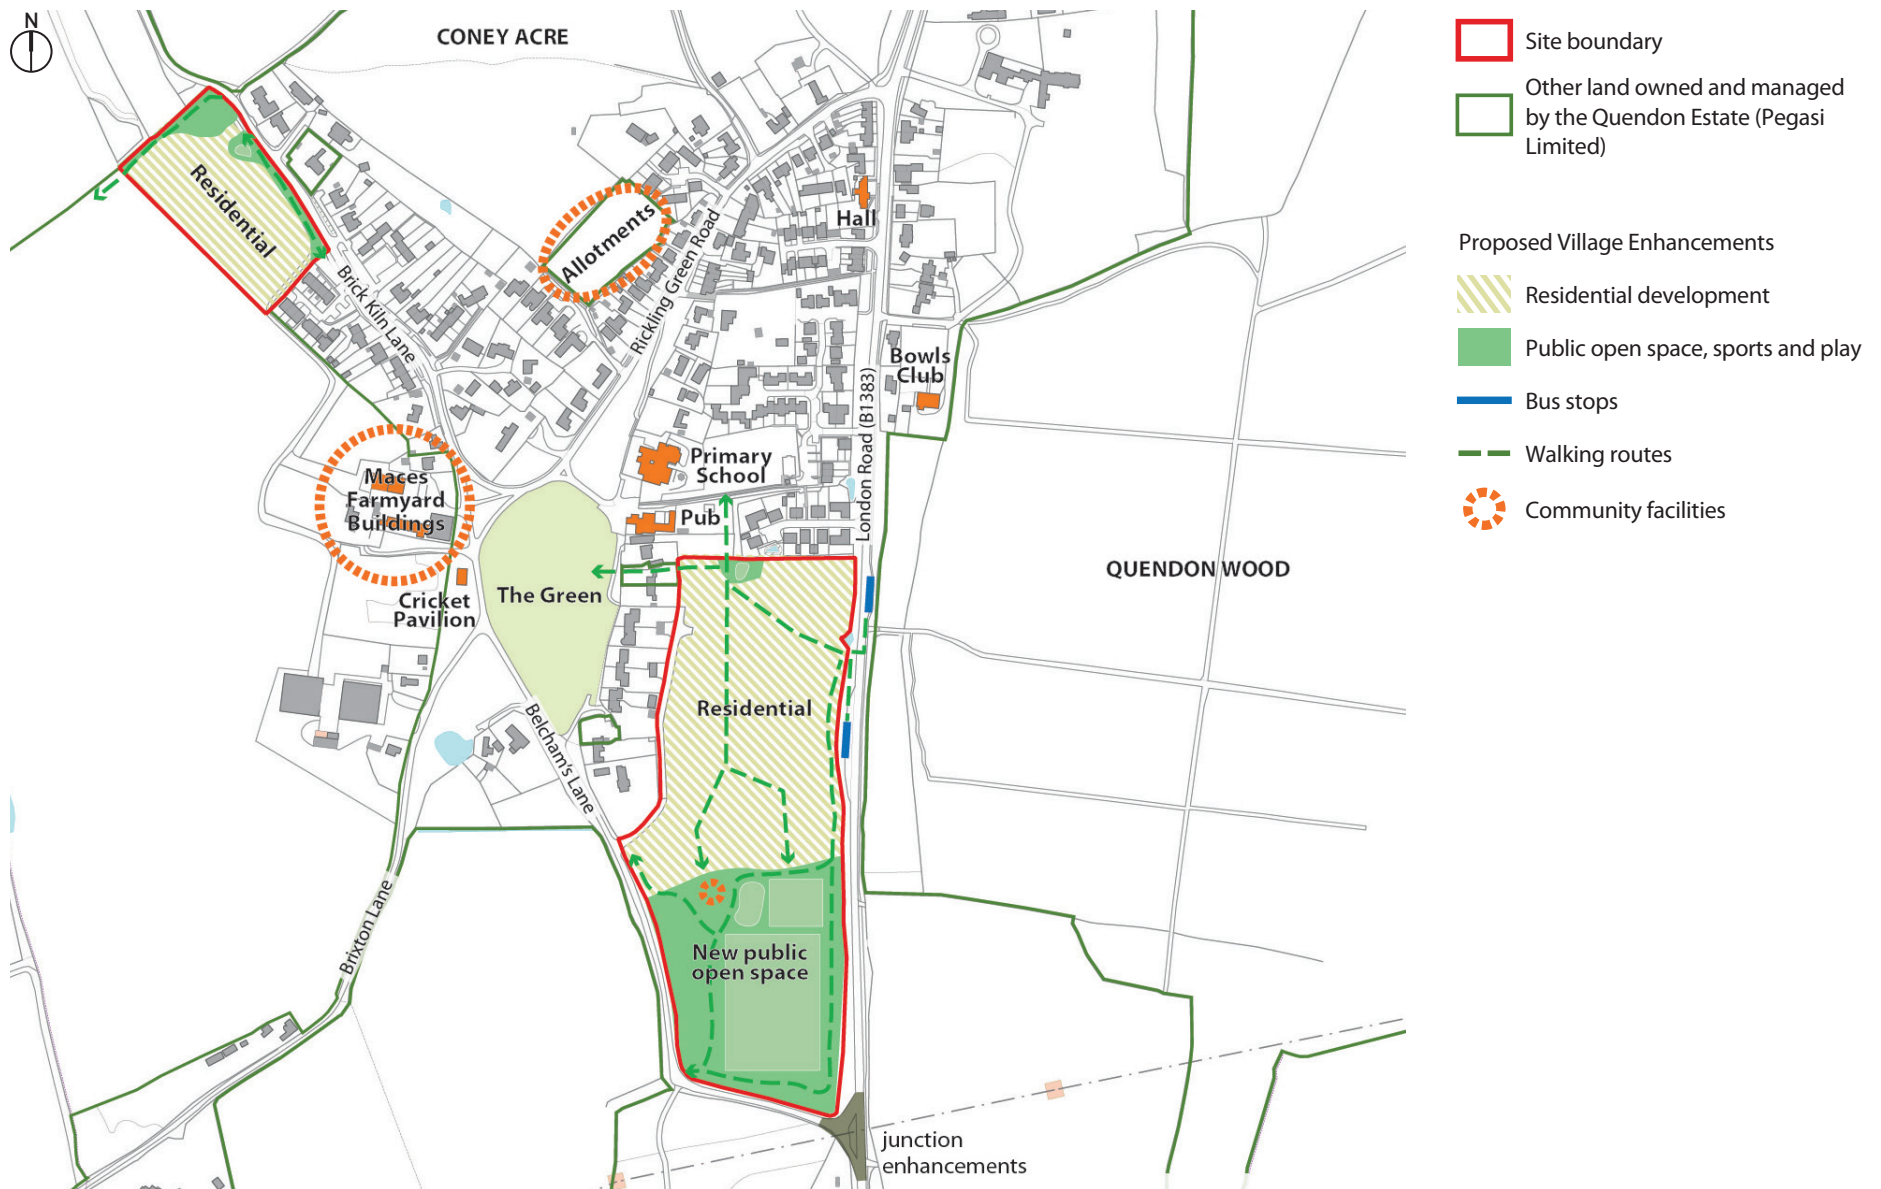 N
CONEY ACRE
Residential
Brick Kiln Lane
Allotments
Rickling Green Road
Hall
Bowls
Club
London Road (B1383)
Primary
School
Pub
Maces
Farmyard
Buildings
Cricket
Pavilion
The Green
QUENDON WOOD
Residential
Belcham's Lane
Brixton Lane
New public
open space
junction
enhancements
Site boundary
Other land owned and managed
by the Quendon Estate (Pegasi
Limited)
Proposed Village Enhancements
Residential development
Public open space, sports and play
Bus stops
Walking routes
Community facilities